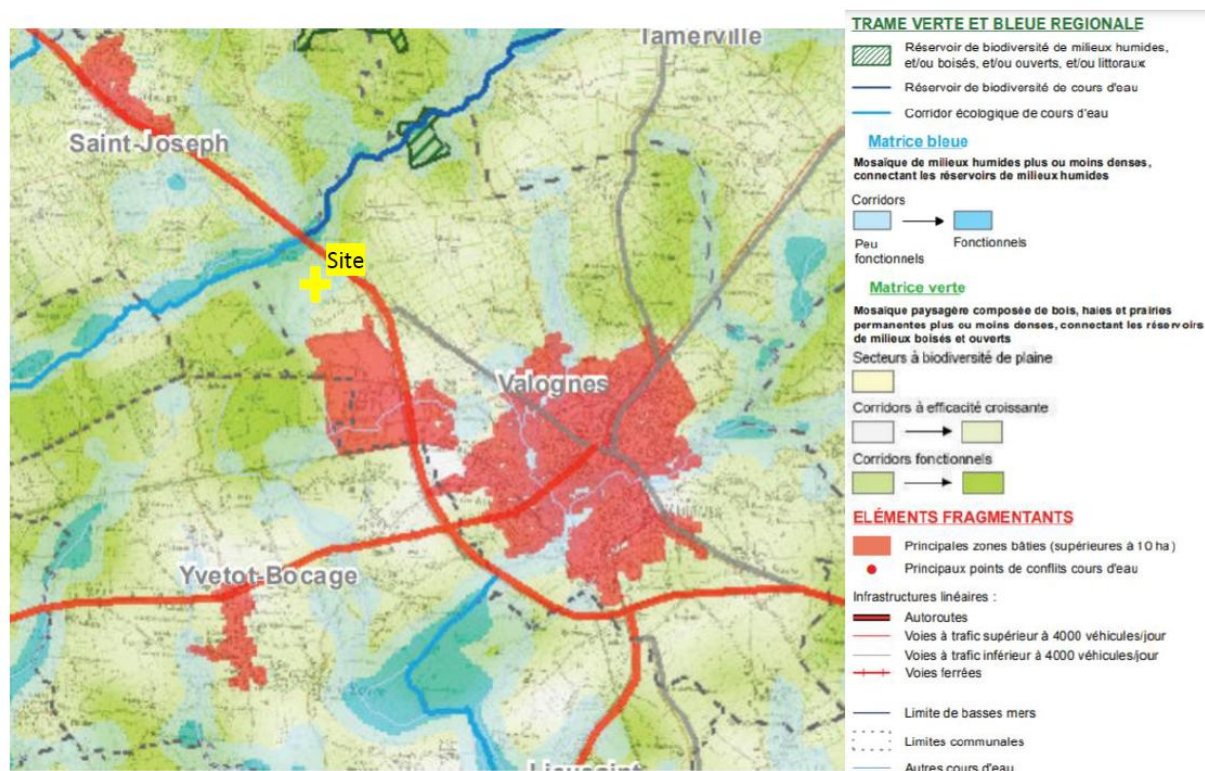 Tamerville
Saint-Joseph
Site
Valognes
Yvetot-Bocage
Lieusaint
TRAME VERTE ET BLEUE REGIONALE
Réservoir de biodiversité de milieux humides,
et/ou boisés, et/ou ouverts, et/ou littoraux
Réservoir de biodiversité de cours d'eau
Corridor écologique de cours d'eau
Matrice bleue
Mosaïque de milieux humides plus ou moins denses,
connectant les réservoirs de milieux humides
Corridors
Peu
fonctionnels
Fonctionnels
Matrice verte
Mosaïque paysagère composée de bois, haies et prairies
permanentes plus ou moins denses, connectant les réservoirs
de milieux boisés et ouverts
Secteurs à biodiversité de plaine
Corridors à efficacité croissante
Corridors fonctionnels
ELÉMENTS FRAGMENTANTS
Principales zones bâties (supérieures à 10 ha)
Principaux points de conflits cours d'eau
Infrastructures linéaires :
Autoroutes
Voies à trafic supérieur à 4000 véhicules/jour
Voies à trafic inférieur à 4000 véhicules/jour
Voies ferrées
Limite de basses mers
Limites communales
Autres cours d'eau